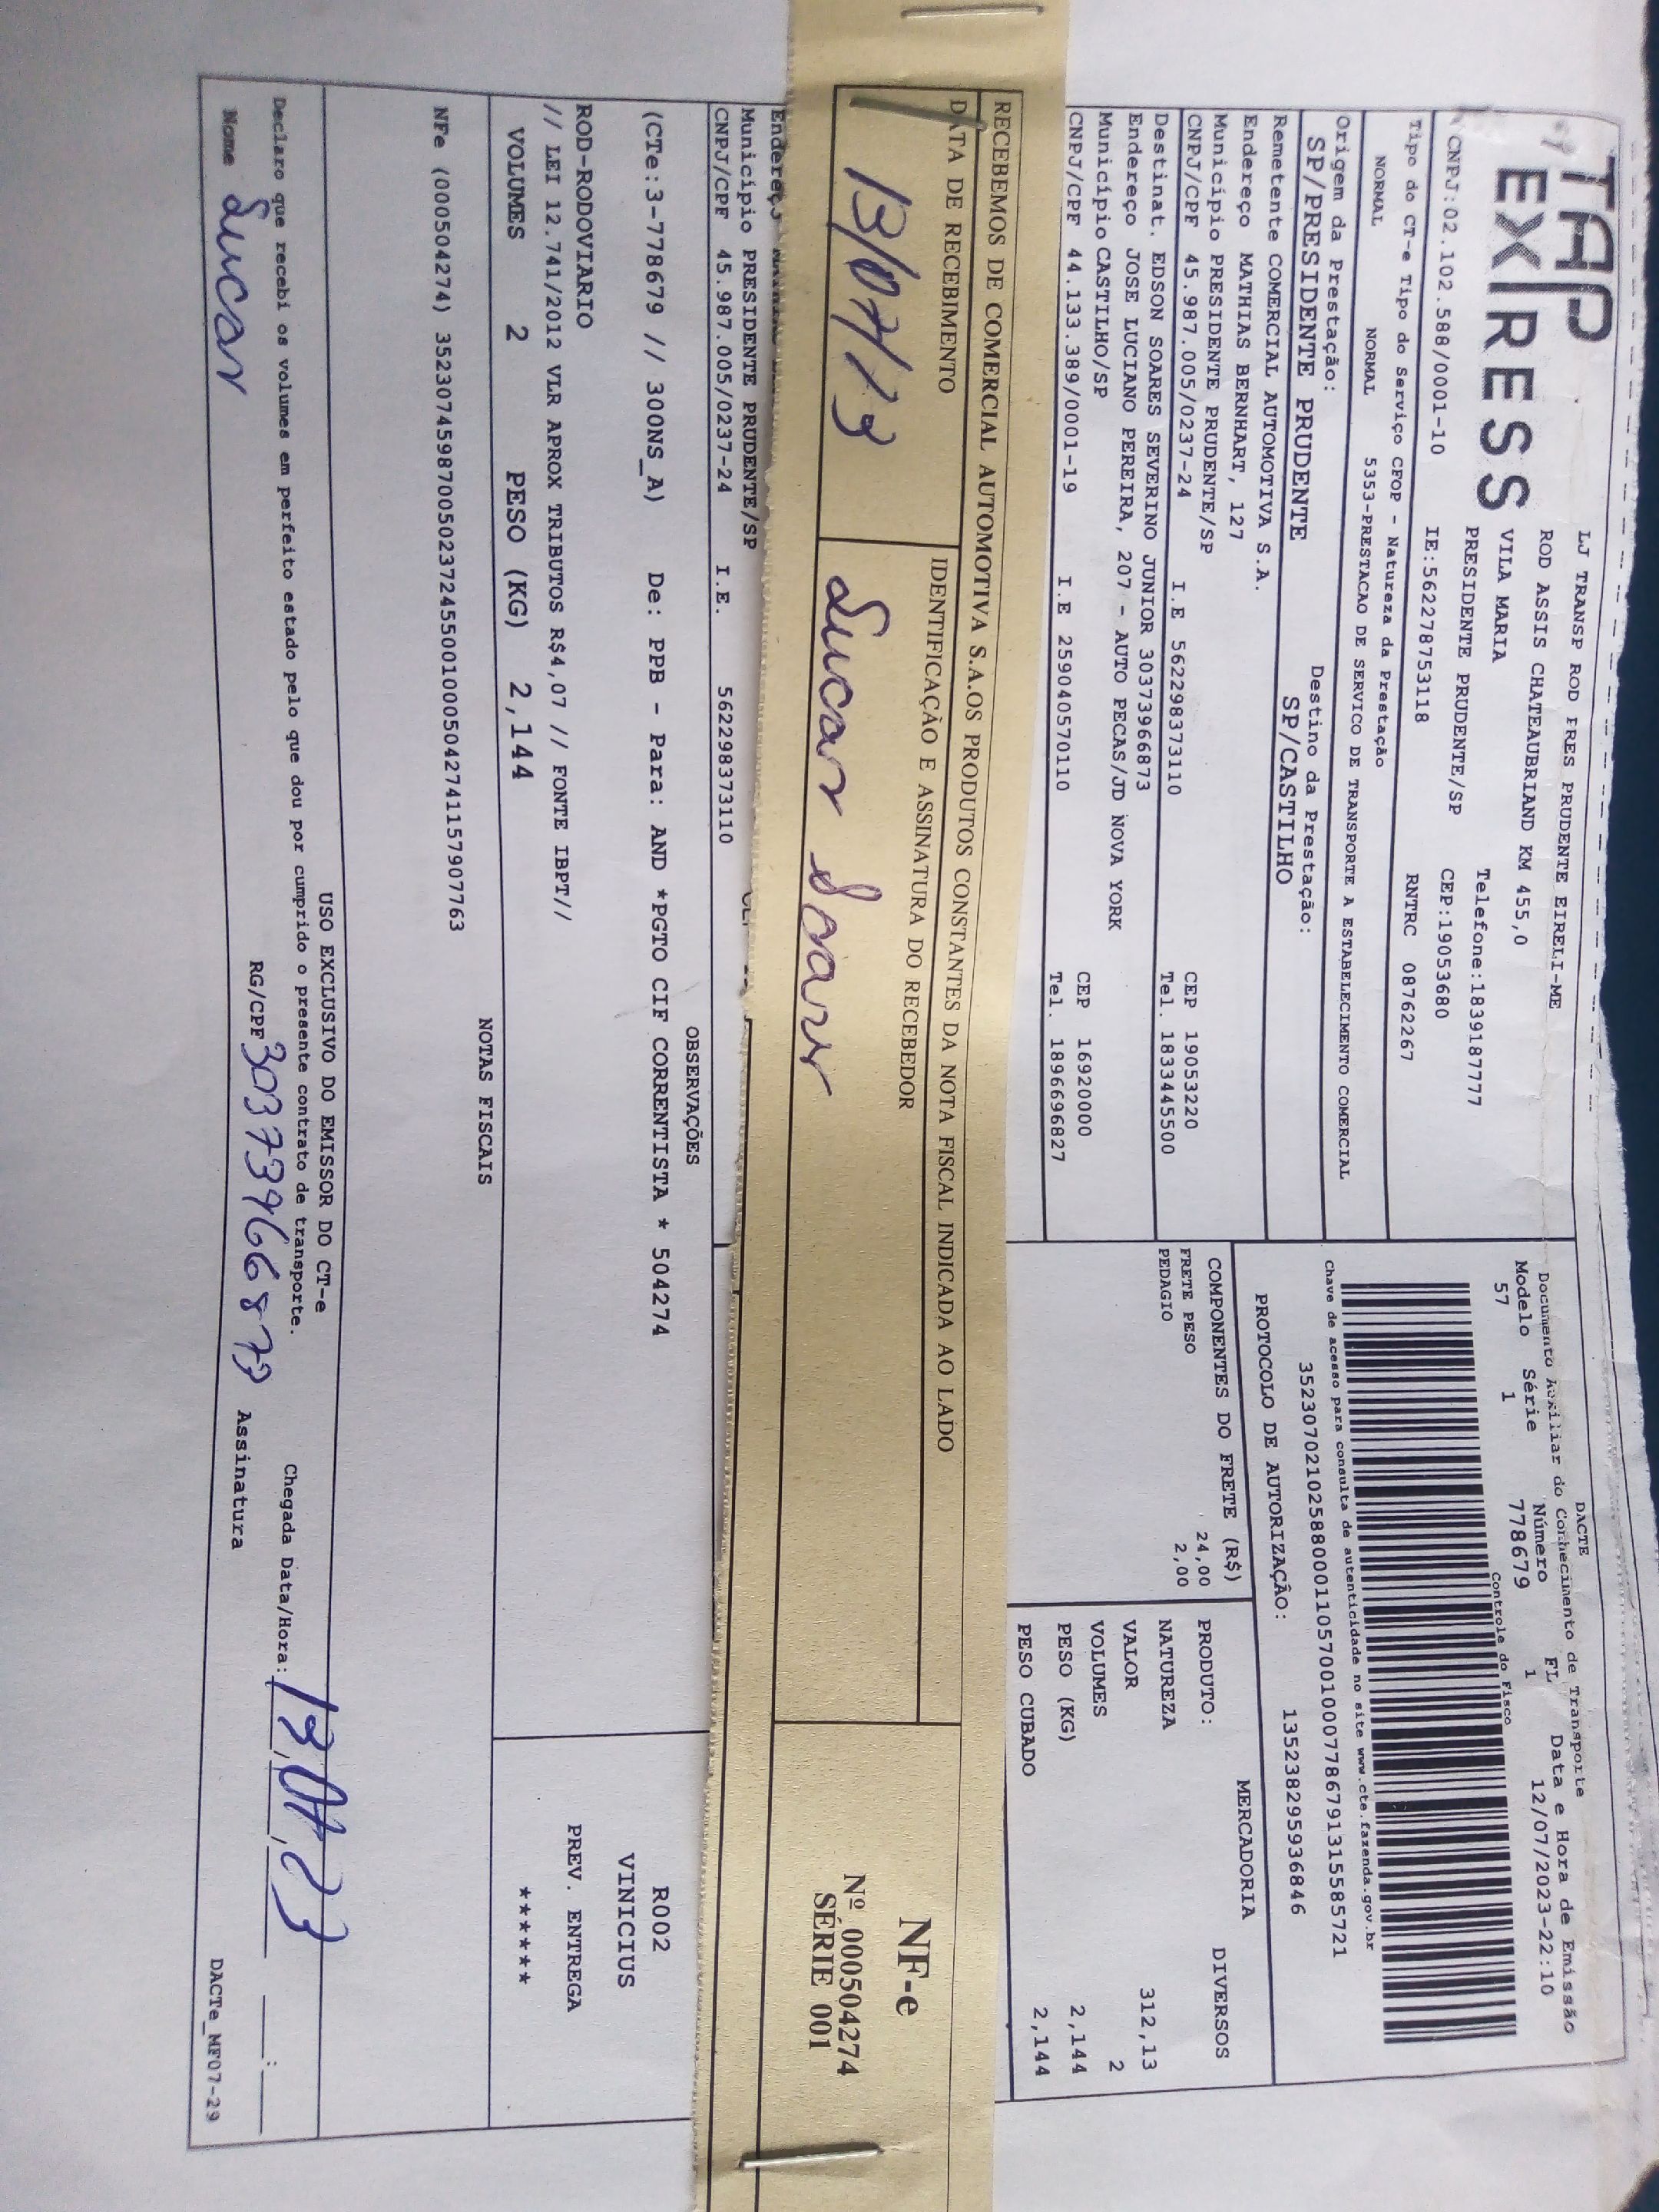 TAP
EXPRESS
LJ TRANSP ROD FRES PRUDENTE EIRELI-ME
ROD ASSIS CHATEAUBRIAND KM 455,0
VILA MARIA
PRESIDENTE PRUDENTE/SP
Telefone:1839187777
CEP:19053680
CNPJ:02.102.588/0001-10 IE:562278753118 RNTRC 08762267
Tipo do CT-e Tipo do Serviço CFOP - Natureza da Prestação
NORMAL NORMAL 5353-PRESTACAO DE SERVICO DE TRANSPORTE A ESTABELECIMENTO COMERCIAL
Origem da Prestação: Destino da Prestação:
SP/PRESIDENTE PRUDENTE SP/CASTILHO
Remetente COMERCIAL AUTOMOTIVA S.A.
Endereço MATHIAS BERNHART, 127
Município PRESIDENTE PRUDENTE/SP CEP 19053220
CNPJ/CPF 45.987.005/0237-24 I.E 562298373110 Tel. 1833445500
Destinat. EDSON SOARES SEVERINO JUNIOR 30373966873
Endereço JOSE LUCIANO PEREIRA, 207 - AUTO PECAS/JD NOVA YORK
Município CASTILHO/SP CEP 16920000
CNPJ/CPF 44.133.389/0001-19 I.E 259040570110 Tel. 1896696827
DACTE
Documento Auxiliar do Conhecimento de Transporte
Modelo Série Número FL Data e Hora de Emissão
57 1 778679 1 12/07/2023-22:10
Controle do Fisco
Chave de acesso para consulta de autenticidade no site www.cte.fazenda.gov.br
35230702102588000110570010007786791315585721
PROTOCOLO DE AUTORIZAÇÃO: 135238295936846
COMPONENTES DO FRETE (R$)
FRETE PESO 24,00
PEDAGIO 2,00
MERCADORIA
PRODUTO: DIVERSOS
NATUREZA
VALOR 312,13
VOLUMES 2
PESO (KG) 2,144
PESO CUBADO 2,144
RECEBEMOS DE COMERCIAL AUTOMOTIVA S.A.OS PRODUTOS CONSTANTES DA NOTA FISCAL INDICADA AO LADO
DATA DE RECEBIMENTO IDENTIFICAÇÃO E ASSINATURA DO RECEBEDOR
Lucas Soares
NF-e
Nº 000504274
SÉRIE 001
Endereço
Município PRESIDENTE PRUDENTE/SP
CNPJ/CPF 45.987.005/0237-24 I.E. 562298373110
OBSERVAÇÕES
(CTe:3-778679 // 300NS_A) De: PPB - Para: AND *PGTO CIF CORRENTISTA * 504274
R002
VINICIUS
ROD-RODOVIARIO
// LEI 12.741/2012 VLR APROX TRIBUTOS R$4,07 // FONTE IBPT//
PREV. ENTREGA
******
VOLUMES 2 PESO (KG) 2,144
NOTAS FISCAIS
NFe (000504274) 35230745987005023724550010005042741157907763
USO EXCLUSIVO DO EMISSOR DO CT-e
Declaro que recebi os volumes em perfeito estado pelo que dou por cumprido o presente contrato de transporte.
Chegada Data/Hora: 13,07,23 :
Nome Lucas RG/CPF 30373966873 Assinatura
DACTe_MF07-29